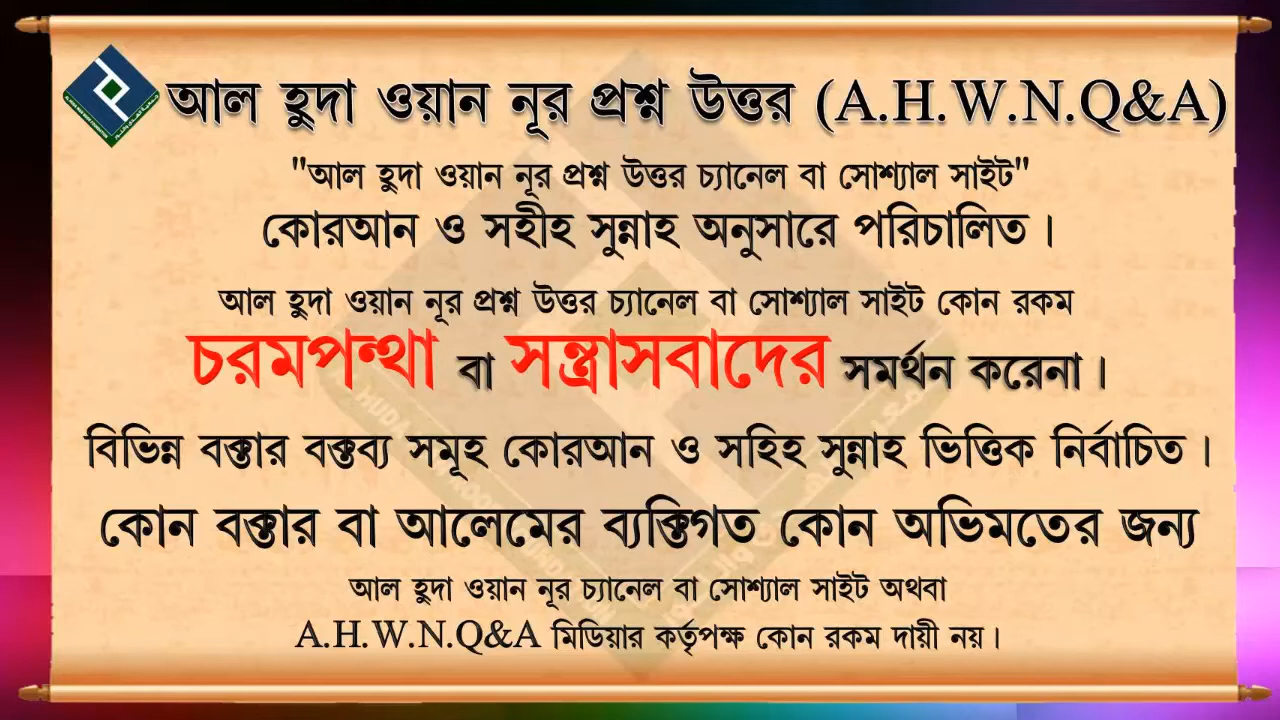 আল হুদা ওয়ান নূর প্রশ্ন উত্তর (A.H.W.N.Q&A)
"আল হুদা ওয়ান নূর প্রশ্ন উত্তর চ্যানেল বা সোশ্যাল সাইট"
কোরআন ও সহীহ সুন্নাহ অনুসারে পরিচালিত।
আল হুদা ওয়ান নূর প্রশ্ন উত্তর চ্যানেল বা সোশ্যাল সাইট কোন রকম
চরমপন্থা বা সন্ত্রাসবাদের সমর্থন করেনা।
বিভিন্ন বক্তার বক্তব্য সমূহ কোরআন ও সহিহ সুন্নাহ ভিত্তিক নির্বাচিত।
কোন বক্তার বা আলেমের ব্যক্তিগত কোন অভিমতের জন্য
আল হুদা ওয়ান নূর চ্যানেল বা সোশ্যাল সাইট অথবা
A.H.W.N.Q&A মিডিয়ার কর্তৃপক্ষ কোন রকম দায়ী নয়।